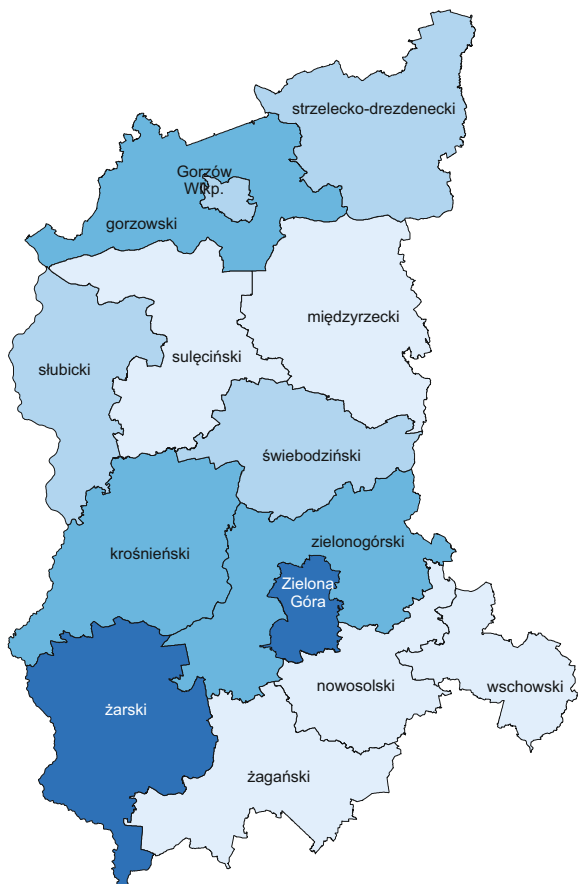 strzelecko-drezdenecki
Gorzów
Wlkp.
gorzowski
międzyrzecki
sulęciński
słubicki
świebodziński
zielonogórski
krośnieński
Zielona
Góra
nowosolski
wschowski
żarski
żagański